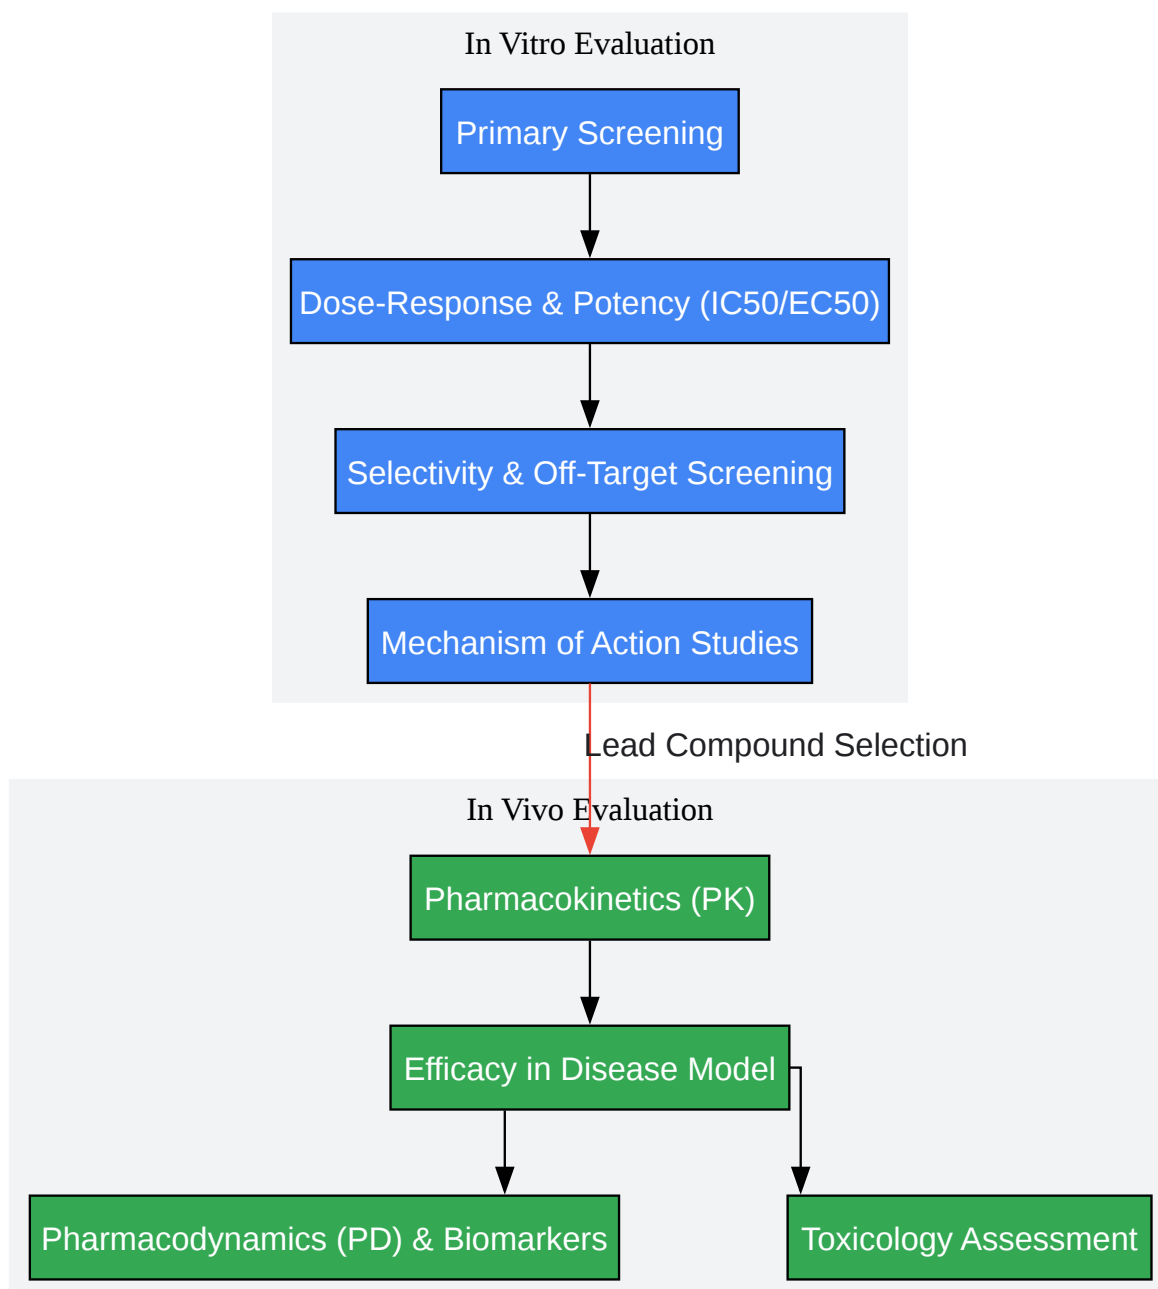 In Vitro Evaluation
Primary Screening
Dose-Response & Potency (IC50/EC50)
Selectivity & Off-Target Screening
Mechanism of Action Studies
Lead Compound Selection
In Vivo Evaluation
Pharmacokinetics (PK)
Efficacy in Disease Model
Pharmacodynamics (PD) & Biomarkers
Toxicology Assessment